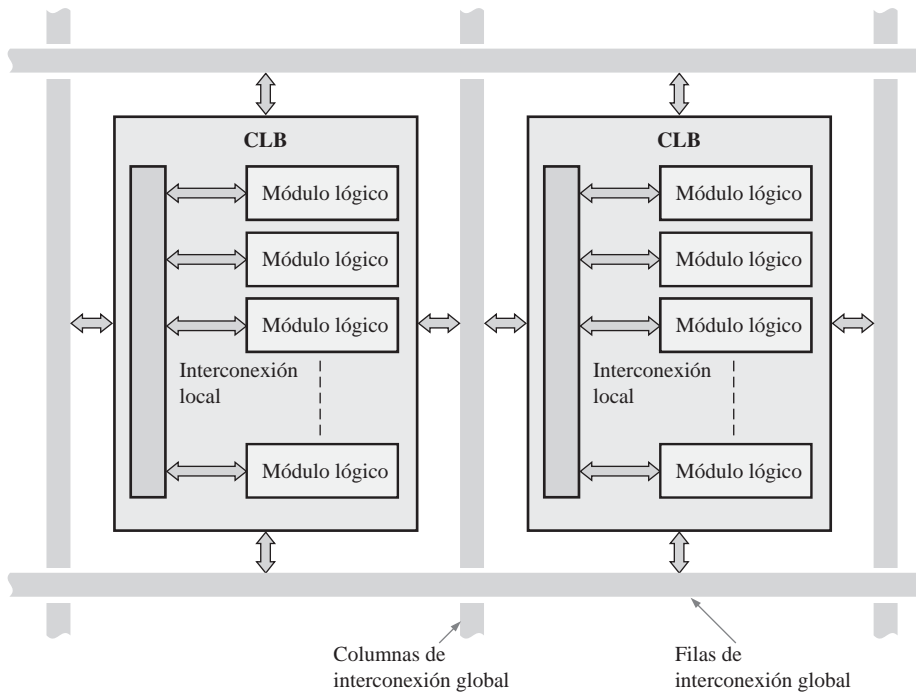 CLB
Módulo lógico
Módulo lógico
Módulo lógico
Interconexión
local
Módulo lógico
CLB
Módulo lógico
Módulo lógico
Módulo lógico
Interconexión
local
Módulo lógico
Columnas de
interconexión global
Filas de
interconexión global